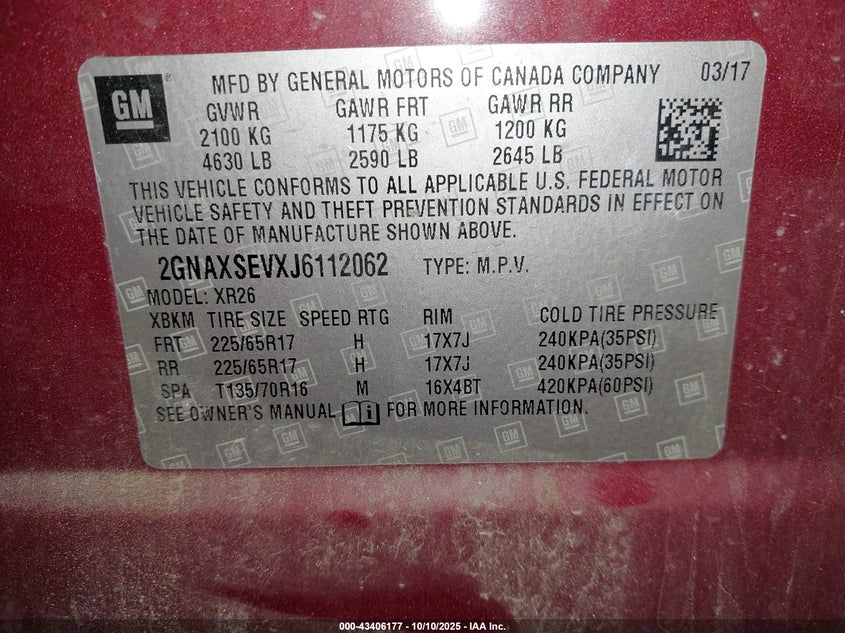 GM
MFD BY GENERAL MOTORS OF CANADA COMPANY 03/17
GVWR GAWR FRT GAWR RR
2100 KG 1175 KG 1200 KG
4630 LB 2590 LB 2645 LB
THIS VEHICLE CONFORMS TO ALL APPLICABLE U.S. FEDERAL MOTOR
VEHICLE SAFETY AND THEFT PREVENTION STANDARDS IN EFFECT ON
THE DATE OF MANUFACTURE SHOWN ABOVE.
2GNAXSEVXJ6112062 TYPE: M.P.V.
MODEL: XR26
XBKM TIRE SIZE SPEED RTG RIM COLD TIRE PRESSURE
FRT 225/65R17 H 17X7J 240KPA(35PSI)
RR 225/65R17 H 17X7J 240KPA(35PSI)
SPA T135/70R16 M 16X4BT 420KPA(60PSI)
SEE OWNER'S MANUAL FOR MORE INFORMATION.
000-43406177 - 10/10/2025 - IAA Inc.